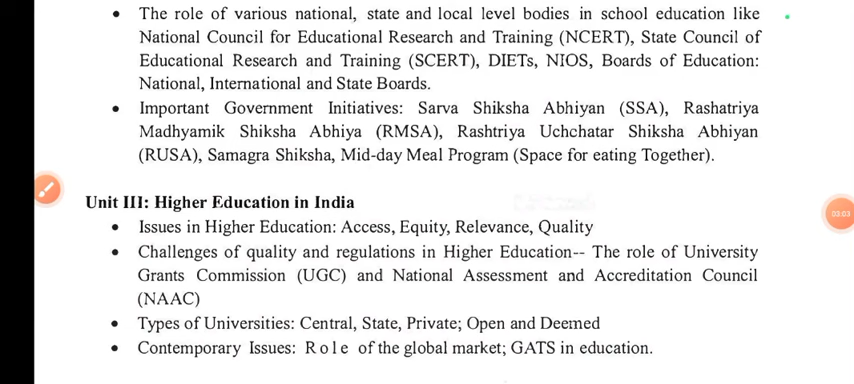 • The role of various national, state and local level bodies in school education like
National Council for Educational Research and Training (NCERT), State Council of
Educational Research and Training (SCERT), DIETs, NIOS, Boards of Education:
National, International and State Boards.
• Important Government Initiatives: Sarva Shiksha Abhiyan (SSA), Rashatriya
Madhyamik Shiksha Abhiya (RMSA), Rashtriya Uchchatar Shiksha Abhiyan
(RUSA), Samagra Shiksha, Mid-day Meal Program (Space for eating Together).
Unit III: Higher Education in India
• Issues in Higher Education: Access, Equity, Relevance, Quality
• Challenges of quality and regulations in Higher Education-- The role of University
Grants Commission (UGC) and National Assessment and Accreditation Council
(NAAC)
• Types of Universities: Central, State, Private; Open and Deemed
• Contemporary Issues: R o l e of the global market; GATS in education.
03:03